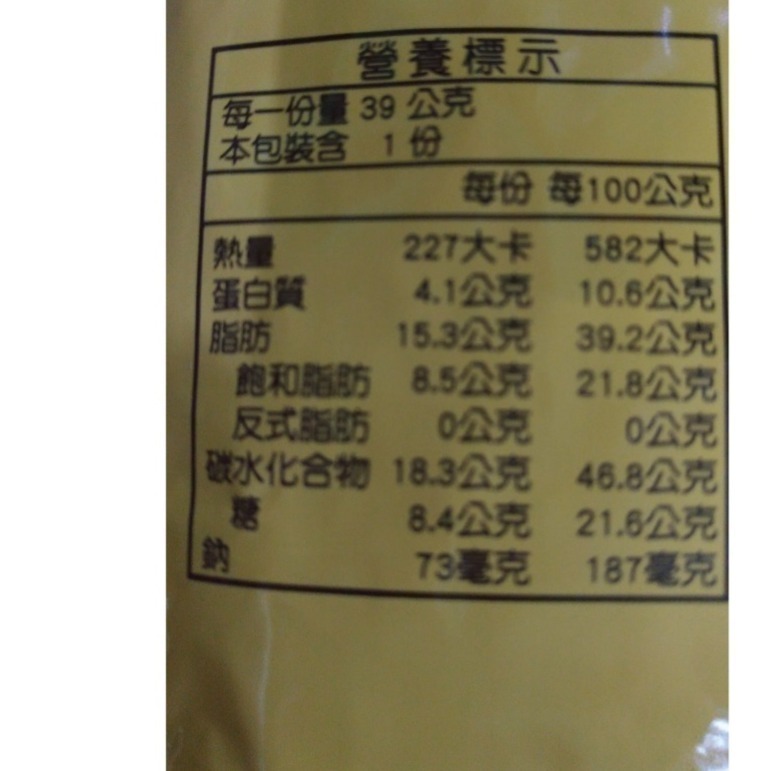 營養標示
每一份量 39 公克
本包裝含 1 份
每份 每100公克
熱量 227大卡 582大卡
蛋白質 4.1公克 10.6公克
脂肪 15.3公克 39.2公克
飽和脂肪 8.5公克 21.8公克
反式脂肪 0公克 0公克
碳水化合物 18.3公克 46.8公克
糖 8.4公克 21.6公克
鈉 73毫克 187毫克